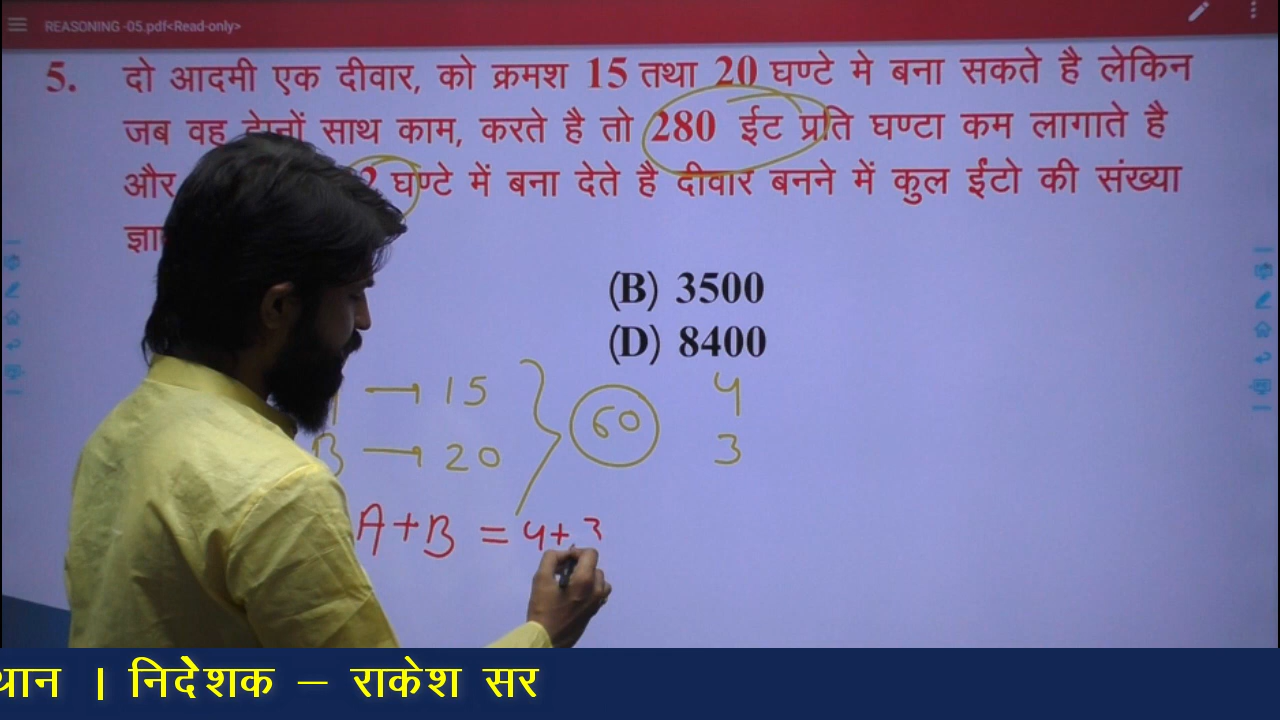 REASONING -05.pdf<Read-only>
5. दो आदमी एक दीवार, को क्रमश 15 तथा 20 घण्टे मे बना सकते है लेकिन
जब वह साथ काम, करते है तो 280 ईट प्रति घण्टा कम लागाते है
और 2 घण्टे में बना देते है दीवार बनने में कुल ईंटो की संख्या
(B) 3500
(D) 8400
→ 15
60
4
B → 20
3
A+B = 4+3
थान । निदेशक – राकेश सर